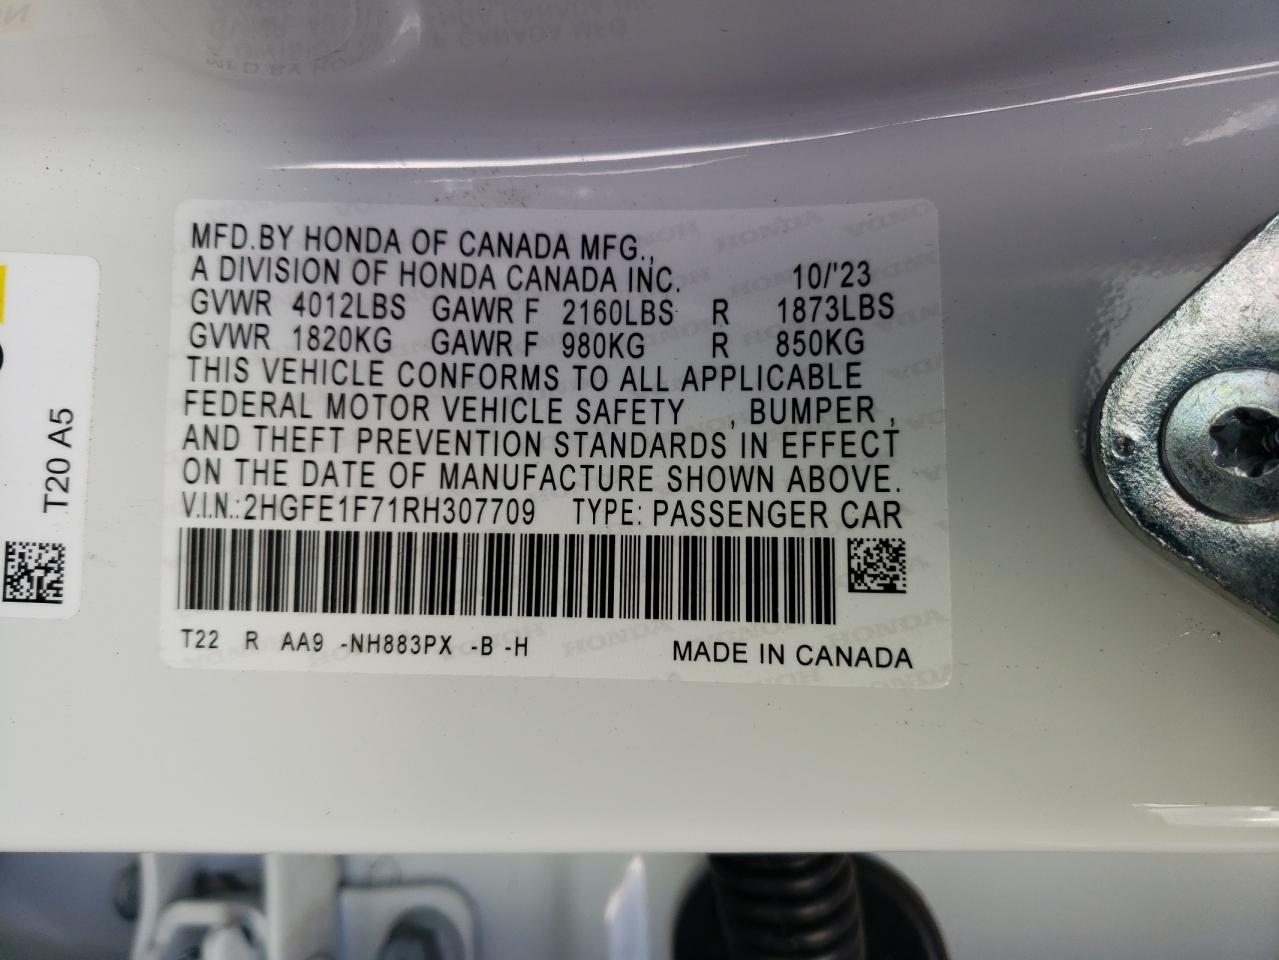 MFD.BY HONDA OF CANADA MFG.,
A DIVISION OF HONDA CANADA INC. 10/'23
GVWR 4012LBS GAWR F 2160LBS R 1873LBS
GVWR 1820KG GAWR F 980KG R 850KG
THIS VEHICLE CONFORMS TO ALL APPLICABLE
FEDERAL MOTOR VEHICLE SAFETY , BUMPER ,
AND THEFT PREVENTION STANDARDS, IN EFFECT
ON THE DATE OF MANUFACTURE SHOWN ABOVE.
V.I.N.:2HGFE1F71RH307709 TYPE: PASSENGER CAR
T22 R AA9 -NH883PX -B -H MADE IN CANADA
T20 A5